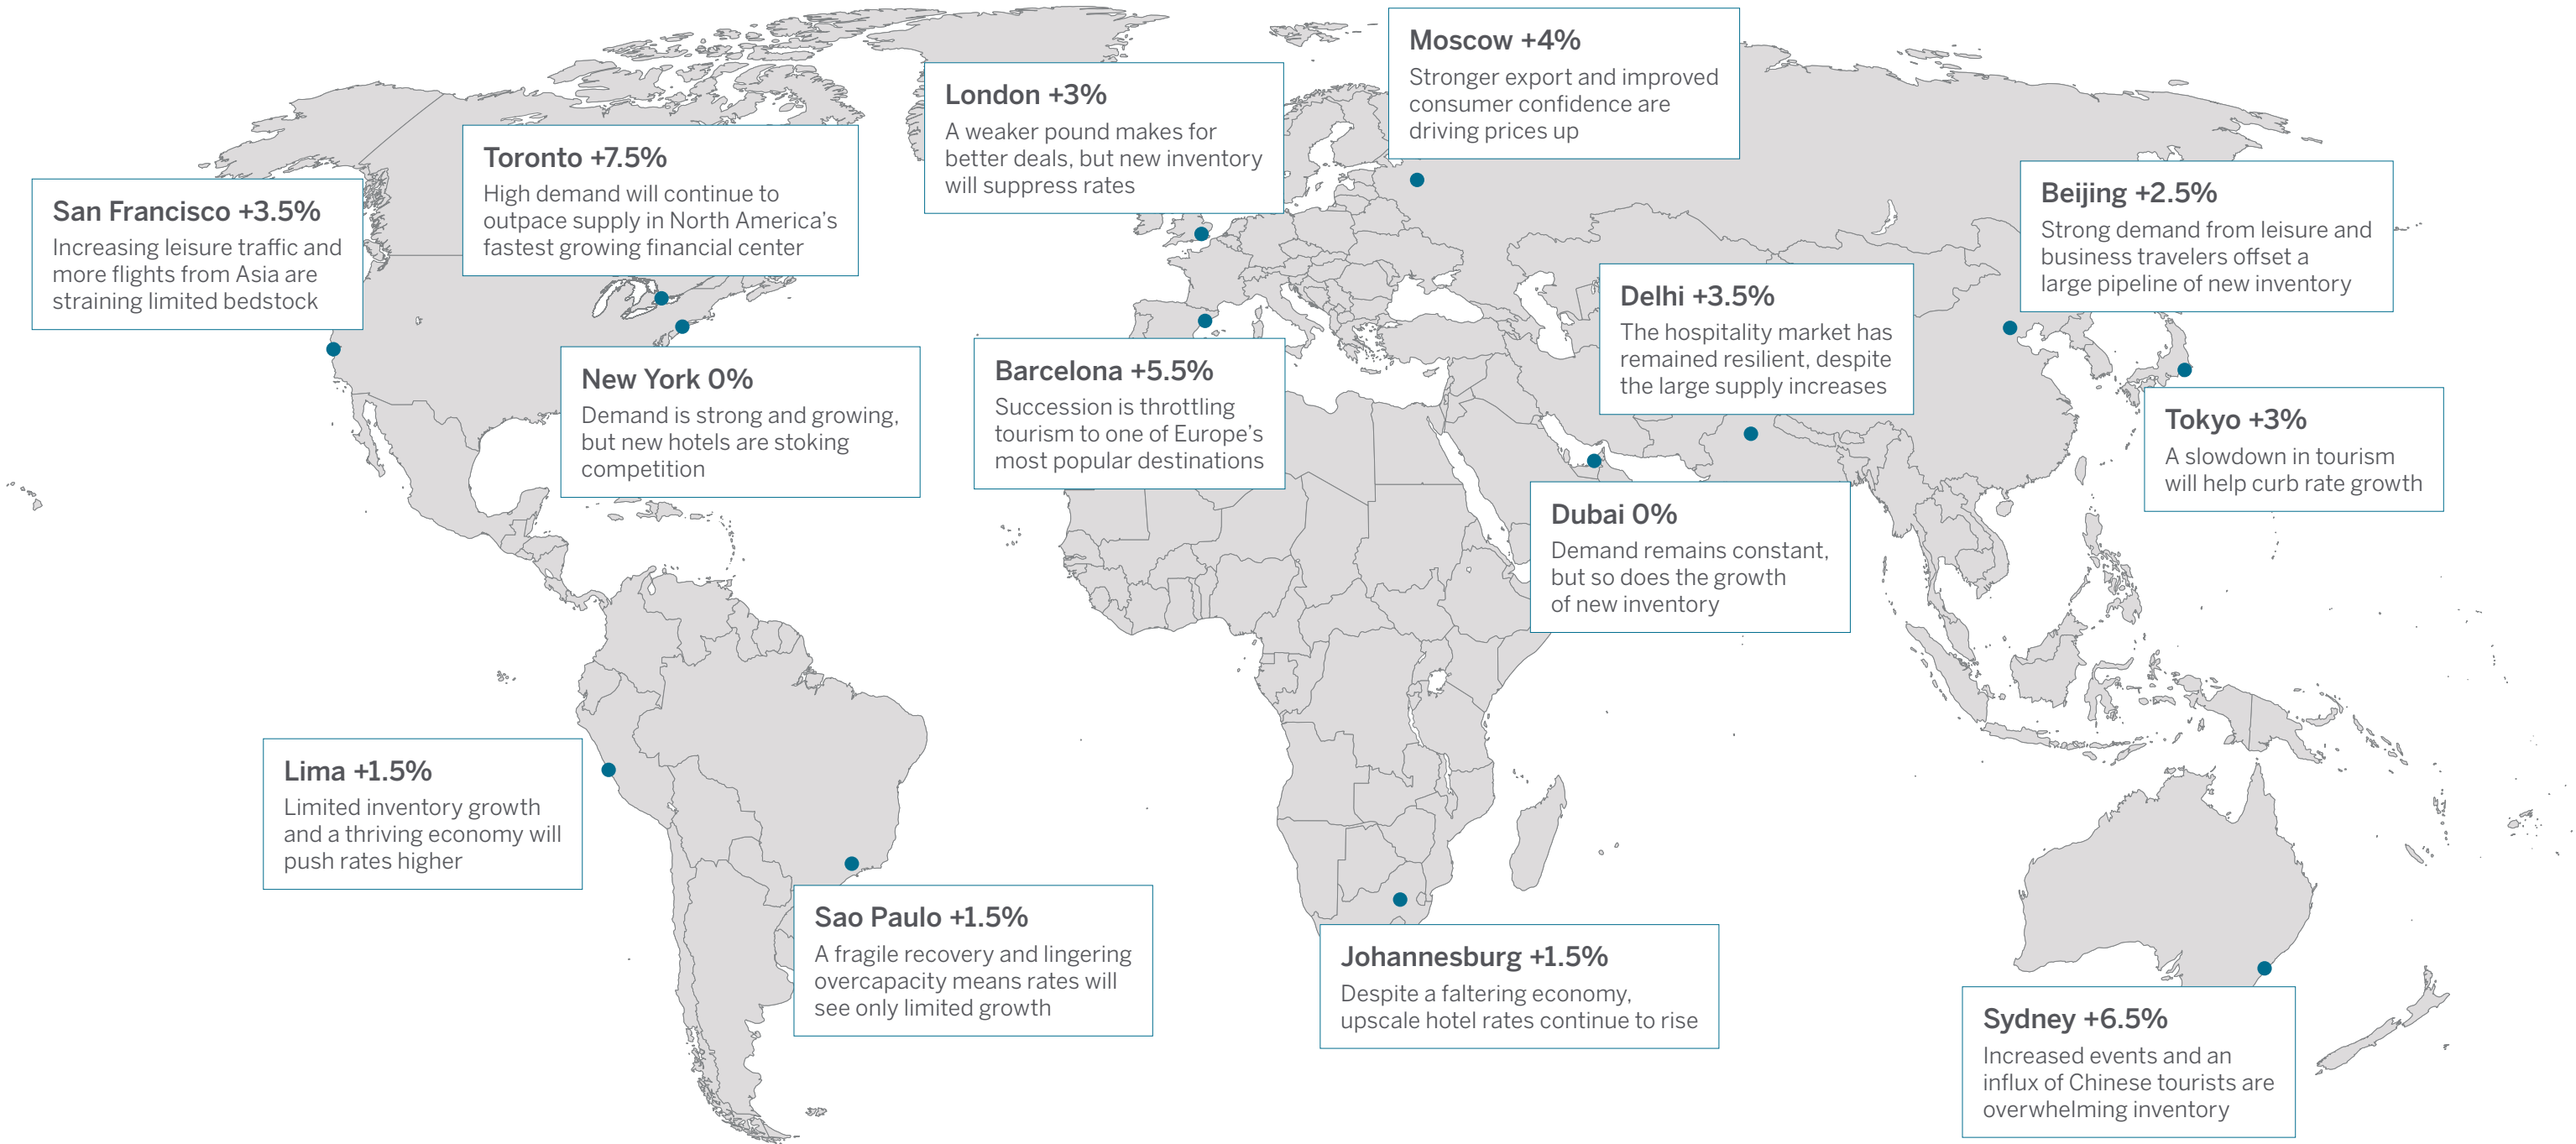 Moscow +4%
Stronger export and improved
consumer confidence are
driving prices up
London +3%
A weaker pound makes for
better deals, but new inventory
will suppress rates
Toronto +7.5%
High demand will continue to
outpace supply in North America’s
fastest growing financial center
San Francisco +3.5%
Increasing leisure traffic and
more flights from Asia are
straining limited bedstock
Beijing +2.5%
Strong demand from leisure and
business travelers offset a
large pipeline of new inventory
Delhi +3.5%
The hospitality market has
remained resilient, despite
the large supply increases
New York 0%
Demand is strong and growing,
but new hotels are stoking
competition
Barcelona +5.5%
Succession is throttling
tourism to one of Europe’s
most popular destinations
Tokyo +3%
A slowdown in tourism
will help curb rate growth
Dubai 0%
Demand remains constant,
but so does the growth
of new inventory
Lima +1.5%
Limited inventory growth
and a thriving economy will
push rates higher
Sao Paulo +1.5%
A fragile recovery and lingering
overcapacity means rates will
see only limited growth
Johannesburg +1.5%
Despite a faltering economy,
upscale hotel rates continue to rise
Sydney +6.5%
Increased events and an
influx of Chinese tourists are
overwhelming inventory